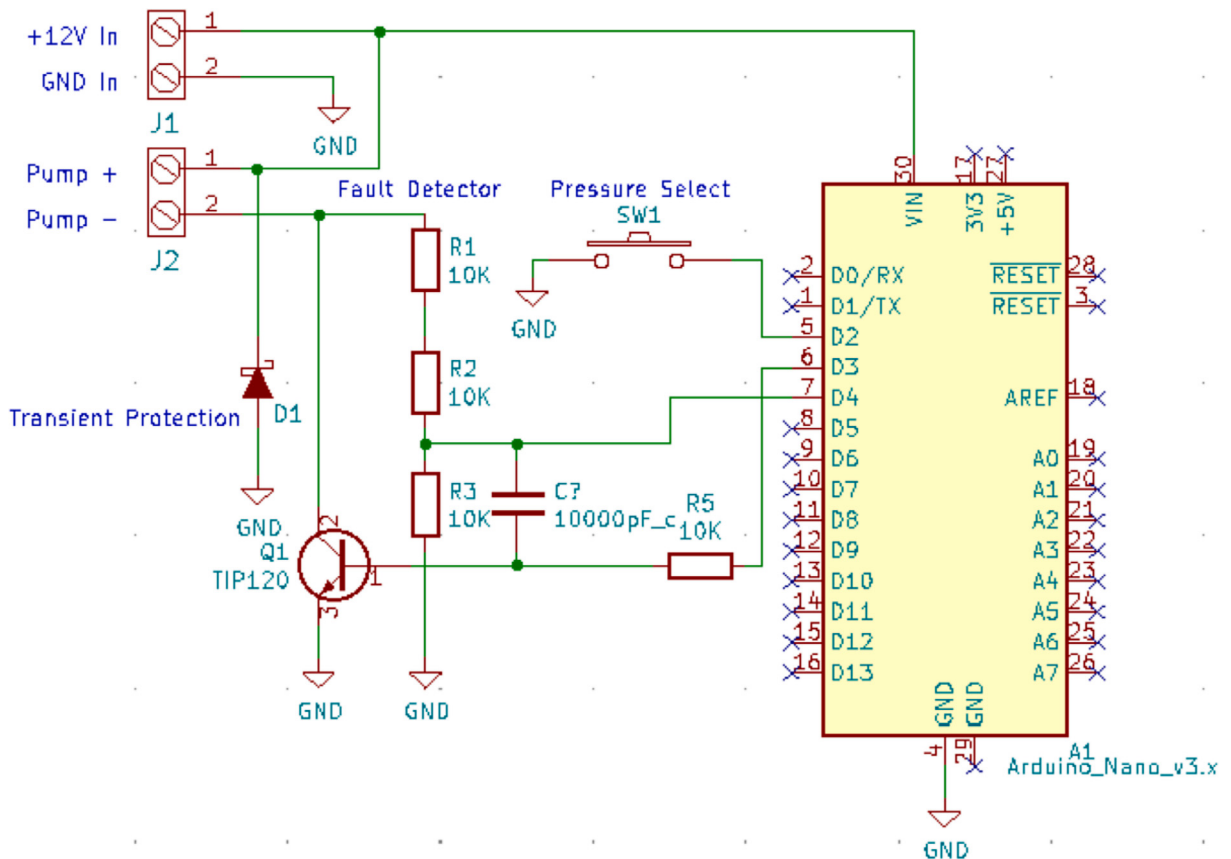 +12V In
1
GND In
2
J1
GND
Pump +
1
Pump -
2
J2
Fault Detector
Pressure Select
SW1
GND
R1
10K
R2
10K
R3
10K
C?
10000pF_c
R5
10K
Transient Protection
D1
GND
Q1
TIP120
2
1
3
GND
GND
30
VIN
17
3V3
27
+5V
2 D0/RX
1 D1/TX
5 D2
6 D3
7 D4
8 D5
9 D6
10 D7
11 D8
12 D9
13 D10
14 D11
15 D12
16 D13
RESET 28
RESET 3
AREF 18
A0 19
A1 20
A2 21
A3 22
A4 23
A5 24
A6 25
A7 26
GND
GND
4
29
A1
Arduino_Nano_v3.x
GND